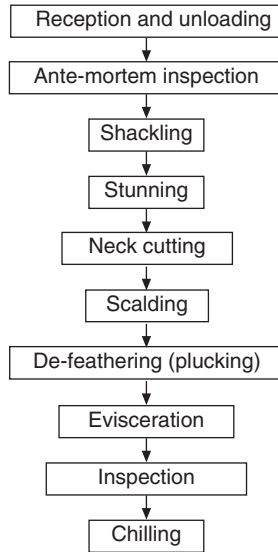 Reception and unloading
Ante-mortem inspection
Shackling
Stunning
Neck cutting
Scalding
De-feathering (plucking)
Evisceration
Inspection
Chilling